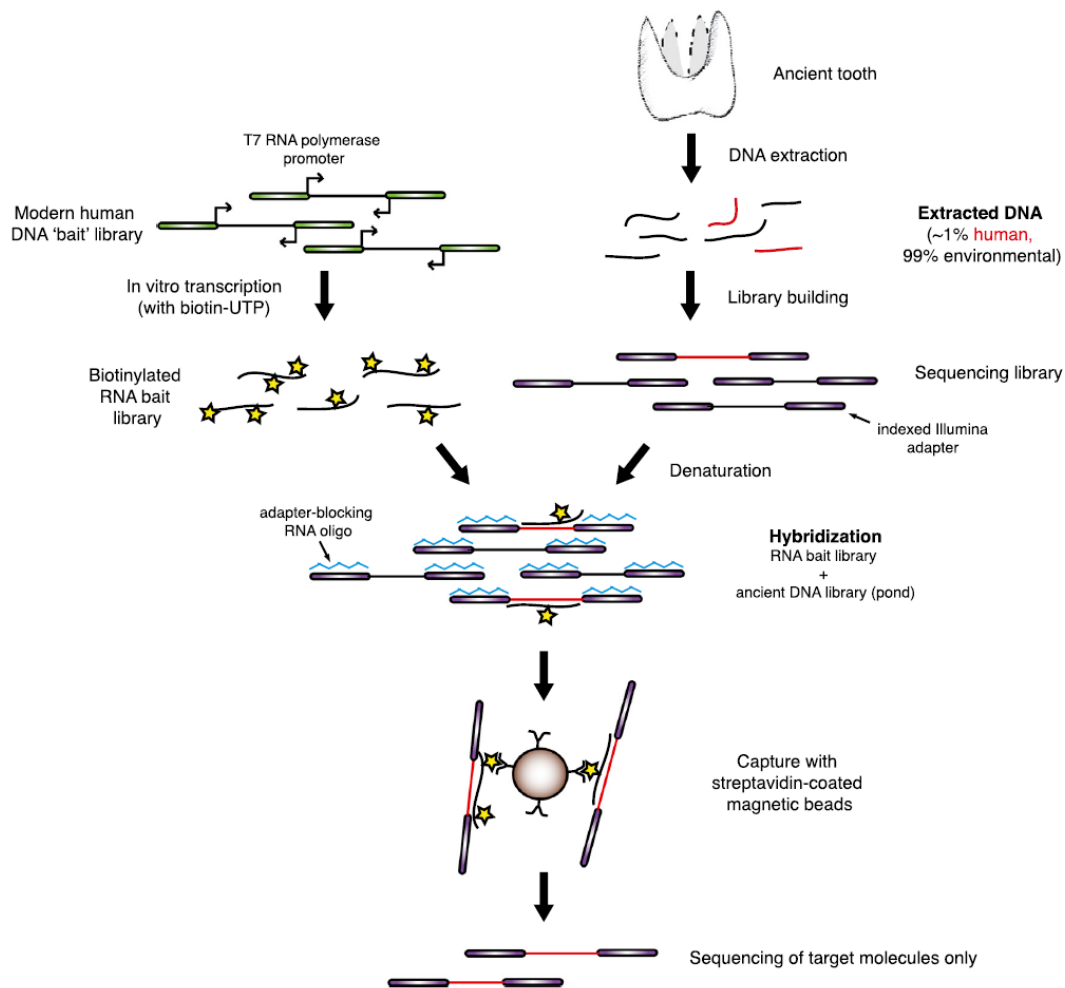 Ancient tooth
DNA extraction
T7 RNA polymerase
promoter
Modern human
DNA ‘bait’ library
Extracted DNA
(~1% human,
99% environmental)
In vitro transcription
(with biotin-UTP)
Library building
Biotinylated
RNA bait
library
Sequencing library
indexed Illumina
adapter
Denaturation
adapter-blocking
RNA oligo
Hybridization
RNA bait library
+
ancient DNA library (pond)
Capture with
streptavidin-coated
magnetic beads
Sequencing of target molecules only